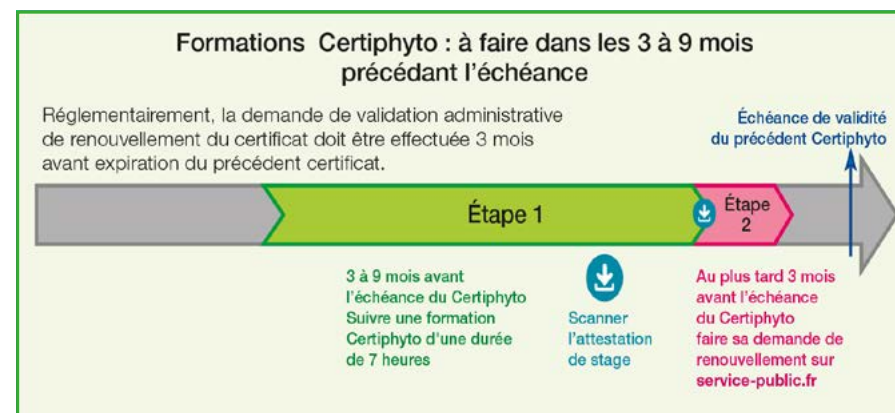 Formations Certiphyto : à faire dans les 3 à 9 mois
précédant l'échéance
Réglementairement, la demande de validation administrative
de renouvellement du certificat doit être effectuée 3 mois
avant expiration du précédent certificat.
Échéance de validité
du précédent Certiphyto
Étape 1
Étape
2
3 à 9 mois avant
l'échéance du Certiphyto
Suivre une formation
Certiphyto d'une durée
de 7 heures
Scanner
l'attestation
de stage
Au plus tard 3 mois
avant l'échéance
du Certiphyto
faire sa demande de
renouvellement sur
service-public.fr